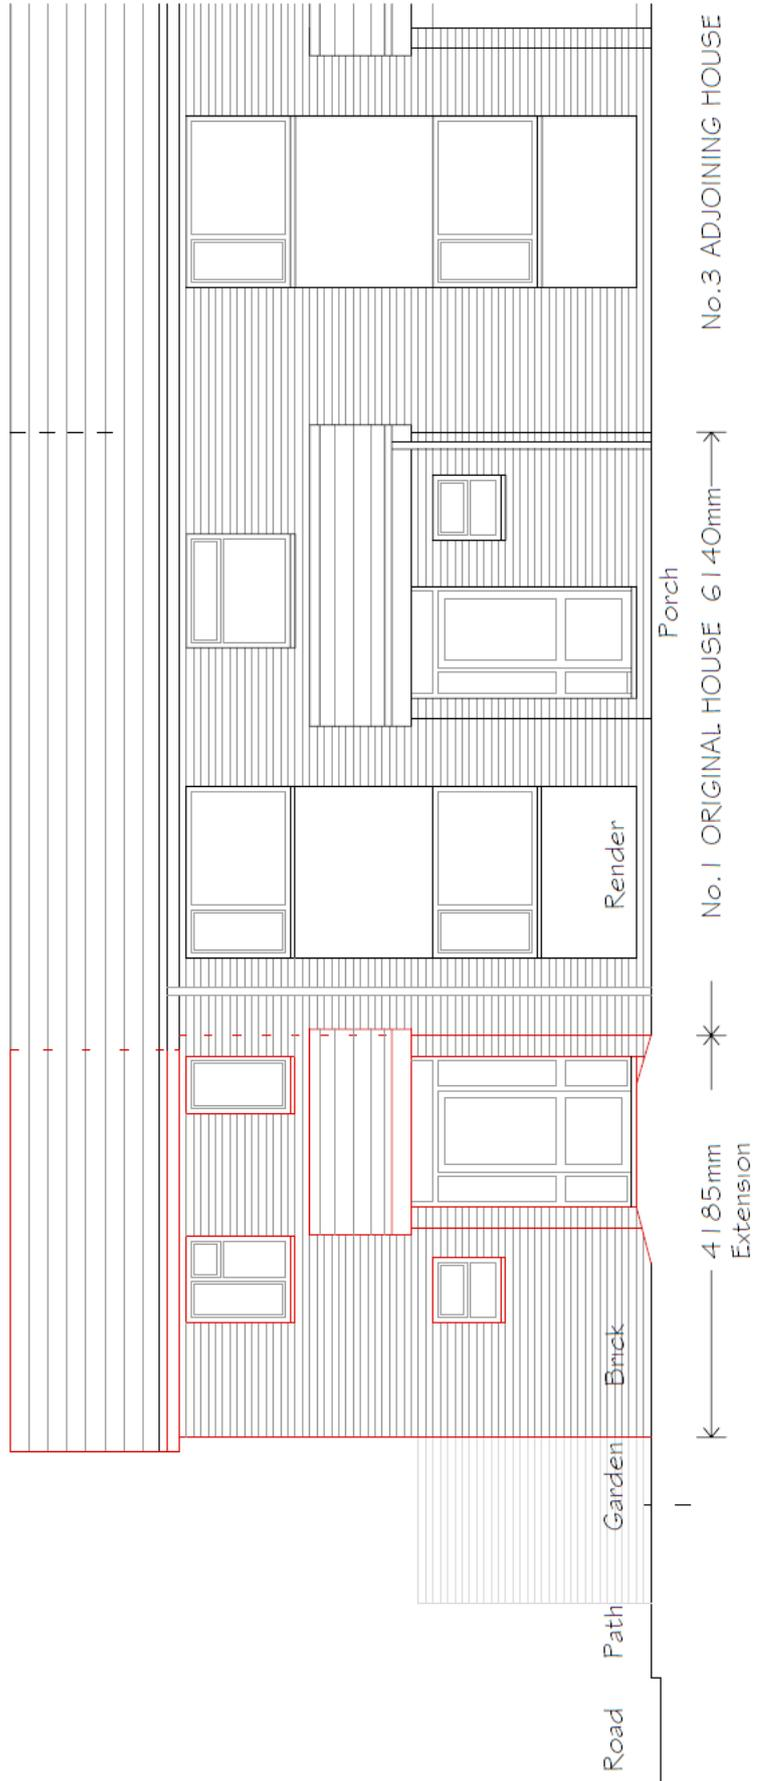 Road
Path
Garden
Brick
Render
Porch
4185mm
Extension
No.1 ORIGINAL HOUSE 6140mm
No.3 ADJOINING HOUSE